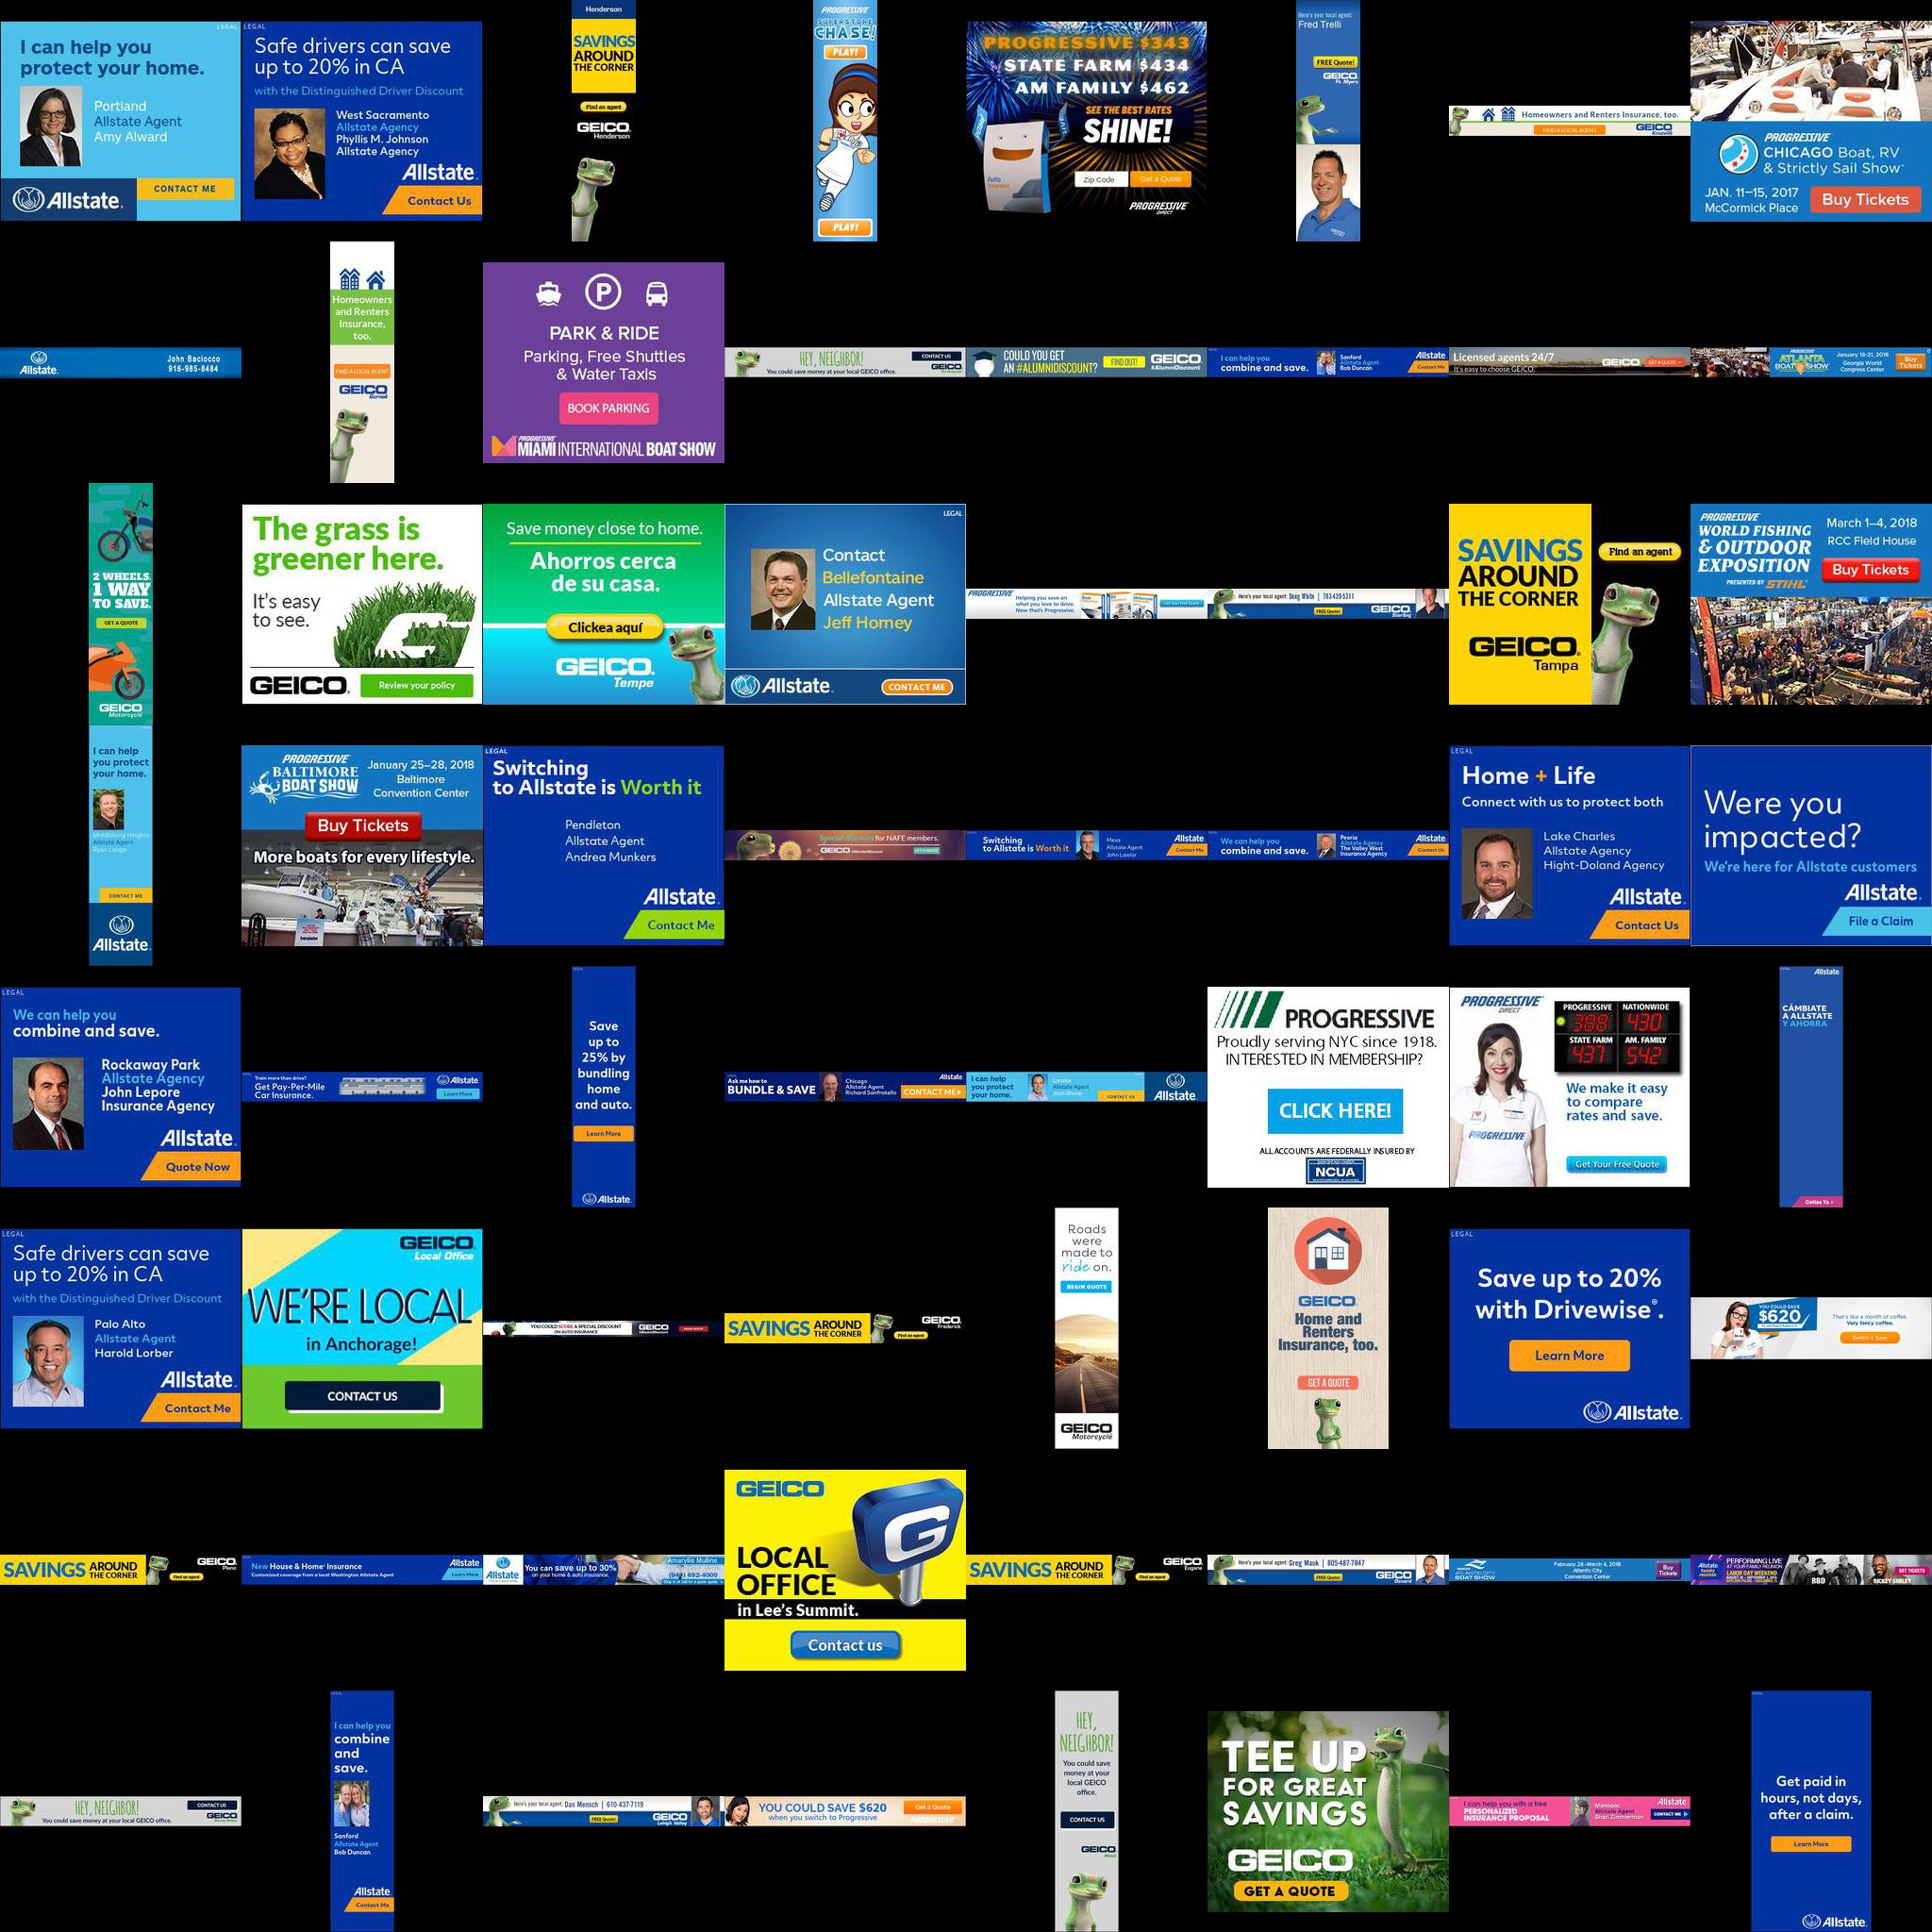 LEGAL
I can help you
protect your home.
Portland
Allstate Agent
Amy Alward
Allstate.
CONTACT ME
LEGAL
Safe drivers can save
up to 20% in CA
with the Distinguished Driver Discount
West Sacramento
Allstate Agency
Phyllis M. Johnson
Allstate Agency
Allstate.
Contact Us
Henderson
SAVINGS
AROUND
THE CORNER
Find an agent
GEICO.
Henderson
PROGRESSIVE
SUPERSTORE
CHASE!
PLAY!
PLAY!
PROGRESSIVE $343
STATE FARM $434
AM FAMILY $462
SEE THE BEST RATES
SHINE!
Auto
Insurance
Zip Code
Get a Quote
PROGRESSIVE
DIRECT
Here's your local agent:
Fred Trelli
FREE Quote!
GEICO
Ft. Myers
Homeowners and Renters Insurance, too.
FIND A LOCAL AGENT
GEICO
PROGRESSIVE
CHICAGO Boat, RV
& Strictly Sail Show
JAN. 11–15, 2017
McCormick Place
Buy Tickets
Allstate.
John Baciocco
916-985-8484
Homeowners
and Renters
Insurance,
too.
FIND A LOCAL AGENT
GEICO
PARK & RIDE
Parking, Free Shuttles
& Water Taxis
BOOK PARKING
PROGRESSIVE
MIAMI INTERNATIONAL BOAT SHOW
HEY, NEIGHBOR!
You could save money at your local GEICO office.
CONTACT US
GEICO
COULD YOU GET
AN #ALUMNIDISCOUNT?
FIND OUT!
GEICO
#AlumniDiscount
I can help you
combine and save.
Sanford
Allstate Agent
Bob Duncan
Allstate
Contact Me
Licensed agents 24/7
It's easy to choose GEICO.
GEICO
GET A QUOTE
PROGRESSIVE
ATLANTA
BOAT SHOW
January 18-21, 2018
Georgia World
Congress Center
Buy
Tickets
2 WHEELS.
1 WAY
TO SAVE.
GET A QUOTE
GEICO
Motorcycle
The grass is
greener here.
It's easy
to see.
GEICO.
Review your policy
Save money close to home.
Ahorros cerca
de su casa.
Clickea aquí
GEICO.
Tempe
LEGAL
Contact
Bellefontaine
Allstate Agent
Jeff Horney
Allstate.
CONTACT ME
PROGRESSIVE
Helping you save on
what you love to drive.
Now that's Progressive.
Here's your local agent: Doug White | 703-439-5311
FREE Quote!
GEICO
Sterling
SAVINGS
AROUND
THE CORNER
GEICO.
Tampa
Find an agent
PROGRESSIVE
WORLD FISHING
& OUTDOOR
EXPOSITION
PRESENTED BY STIHL
March 1–4, 2018
RCC Field House
Buy Tickets
I can help
you protect
your home.
Middleburg Heights
Allstate Agent
Ryan Lange
CONTACT ME
Allstate.
PROGRESSIVE
BALTIMORE
BOAT SHOW
January 25–28, 2018
Baltimore
Convention Center
Buy Tickets
More boats for every lifestyle.
LEGAL
Switching
to Allstate is Worth it
Pendleton
Allstate Agent
Andrea Munkers
Allstate.
Contact Me
Special discount for NAFE members.
GEICO
Switching
to Allstate is Worth it
Mesa
Allstate Agent
John Lawlor
Allstate
Contact Me
We can help you
combine and save.
Peoria
Allstate Agency
The Valley West
Insurance Agency
Allstate
Contact Us
LEGAL
Home + Life
Connect with us to protect both
Lake Charles
Allstate Agency
Hight-Doland Agency
Allstate.
Contact Us
Were you
impacted?
We're here for Allstate customers
Allstate.
File a Claim
LEGAL
We can help you
combine and save.
Rockaway Park
Allstate Agency
John Lepore
Insurance Agency
Allstate.
Quote Now
Train more than drive?
Get Pay-Per-Mile
Car Insurance.
Allstate
Learn More
Save
up to
25% by
bundling
home
and auto.
Learn More
Allstate.
Ask me how to
BUNDLE & SAVE
Chicago
Allstate Agent
Richard Sanfratello
Allstate
CONTACT ME
I can help
you protect
your home.
Livonia
Allstate Agent
CONTACT US
Allstate
PROGRESSIVE
Proudly serving NYC since 1918.
INTERESTED IN MEMBERSHIP?
CLICK HERE!
ALL ACCOUNTS ARE FEDERALLY INSURED BY
NCUA
PROGRESSIVE
DIRECT
PROGRESSIVE
388
NATIONWIDE
430
STATE FARM
437
AM. FAMILY
542
PROGRESSIVE
We make it easy
to compare
rates and save.
Get Your Free Quote
Allstate
CÁMBIATE
A ALLSTATE
Y AHORRA
Cotiza Ya >
LEGAL
Safe drivers can save
up to 20% in CA
with the Distinguished Driver Discount
Palo Alto
Allstate Agent
Harold Lorber
Allstate.
Contact Me
GEICO
Local Office
WE'RE LOCAL
in Anchorage!
CONTACT US
YOU COULD SCORE A SPECIAL DISCOUNT
ON AUTO INSURANCE
GEICO
SAVINGS AROUND
THE CORNER
Find an agent
GEICO
Frederick
Roads
were
made to
ride on.
BEGIN QUOTE
GEICO
Motorcycle
GEICO
Home and
Renters
Insurance, too.
GET A QUOTE
LEGAL
Save up to 20%
with Drivewise®.
Learn More
Allstate.
YOU COULD SAVE
$620
That's like a month of coffee.
Very fancy coffee.
Switch + Save
SAVINGS AROUND
THE CORNER
Find an agent
GEICO
Plano
New House & Home Insurance
Customized coverage from a local Washington Allstate Agent
Allstate
Learn More
Allstate
You can save up to 30%
on your home & auto insurance.
Amaryllis Mullins
(940) 692-4000
GEICO
LOCAL
OFFICE
in Lee's Summit.
Contact us
SAVINGS AROUND
THE CORNER
Find an agent
GEICO
Eugene
Here's your local agent: Greg Mauk | 805-487-7847
FREE Quote!
GEICO
Oxnard
ATLANTIC CITY
BOAT SHOW
February 28–March 4, 2018
Atlantic City
Convention Center
Buy
Tickets
Allstate
family
reunion
PERFORMING LIVE
AT YOUR FAMILY REUNION
LABOR DAY WEEKEND
BBD
RICKEY SMILEY
GET TICKETS
HEY, NEIGHBOR!
You could save money at your local GEICO office.
CONTACT US
GEICO
I can help you
combine
and
save.
Sanford
Allstate Agent
Bob Duncan
Allstate
Contact Me
Here's your local agent: Dan Mensch | 610-437-7119
FREE Quote!
GEICO
Lehigh Valley
YOU COULD SAVE $620
when you switch to Progressive
Get a Quote
PROGRESSIVE
HEY,
NEIGHBOR!
You could save
money at your
local GEICO
office.
CONTACT US
GEICO
TEE UP
FOR GREAT
SAVINGS
GEICO
GET A QUOTE
I can help you with a free
PERSONALIZED
INSURANCE PROPOSAL
Mahopac
Allstate Agent
Shari Zimmerman
Allstate
CONTACT ME
Get paid in
hours, not days,
after a claim.
Learn More
Allstate.